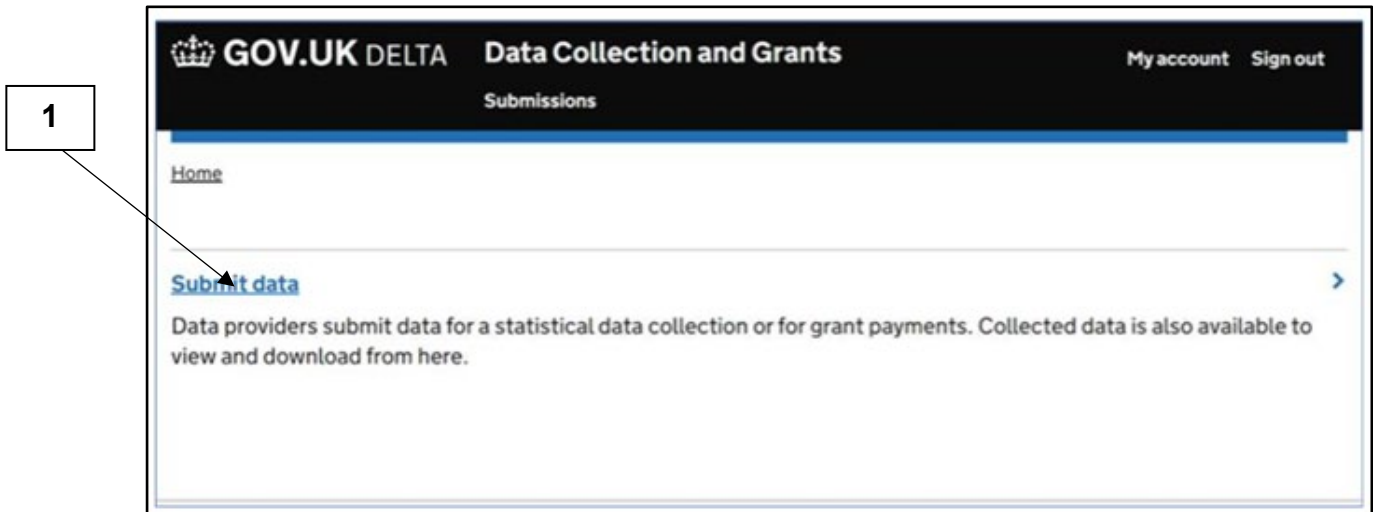 GOV.UK DELTA Data Collection and Grants My account Sign out
Submissions
1
Home
Submit data >
Data providers submit data for a statistical data collection or for grant payments. Collected data is also available to
view and download from here.